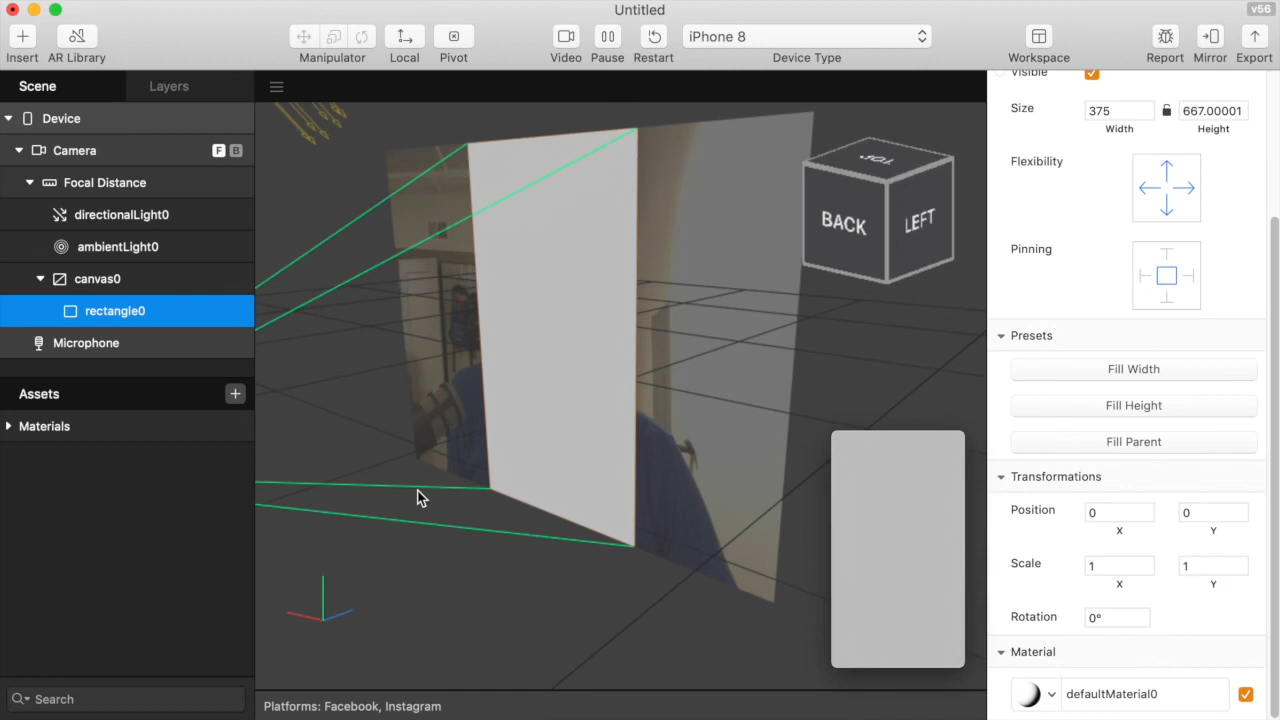 Untitled
v56
Insert
AR Library
Manipulator
Local
Pivot
Video
Pause
Restart
iPhone 8
Device Type
Workspace
Report
Mirror
Export
Scene
Layers
Device
Camera
F
B
Focal Distance
directionalLight0
ambientLight0
canvas0
rectangle0
Microphone
Assets
Materials
Search
TOP
BACK
LEFT
Platforms: Facebook, Instagram
Visible
Size
375
667.00001
Width
Height
Flexibility
Pinning
Presets
Fill Width
Fill Height
Fill Parent
Transformations
Position
0
0
X
Y
Scale
1
1
X
Y
Rotation
0°
Material
defaultMaterial0